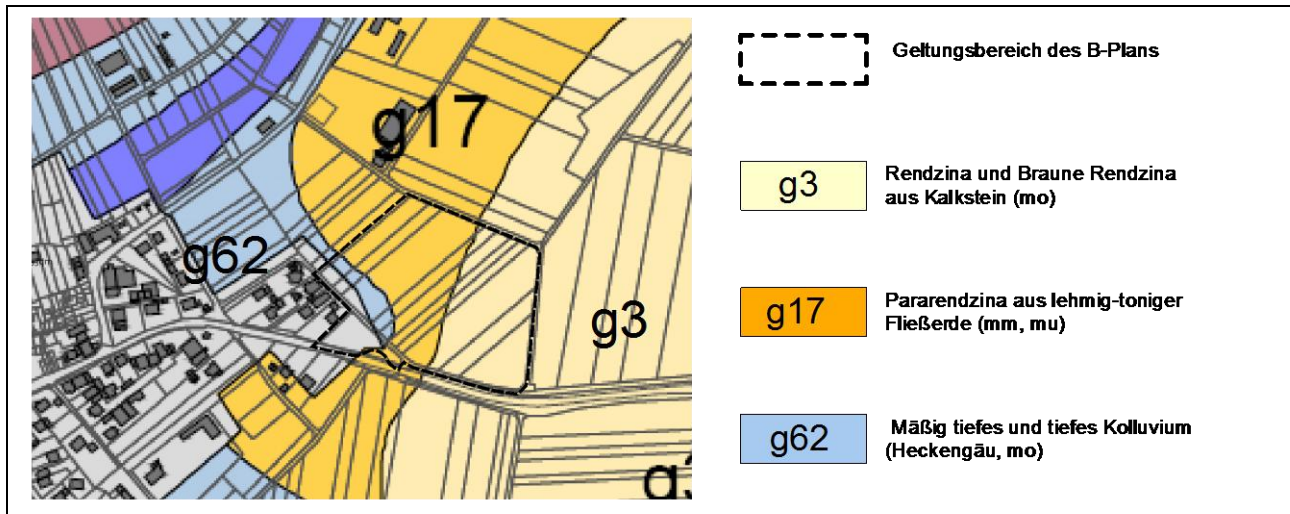 g17
g62
g3
g3
Geltungsbereich des B-Plans
g3
Rendzina und Braune Rendzina
aus Kalkstein (mo)
g17
Pararendzina aus lehmig-toniger
Fließerde (mm, mu)
g62
Mäßig tiefes und tiefes Kolluvium
(Heckengäu, mo)